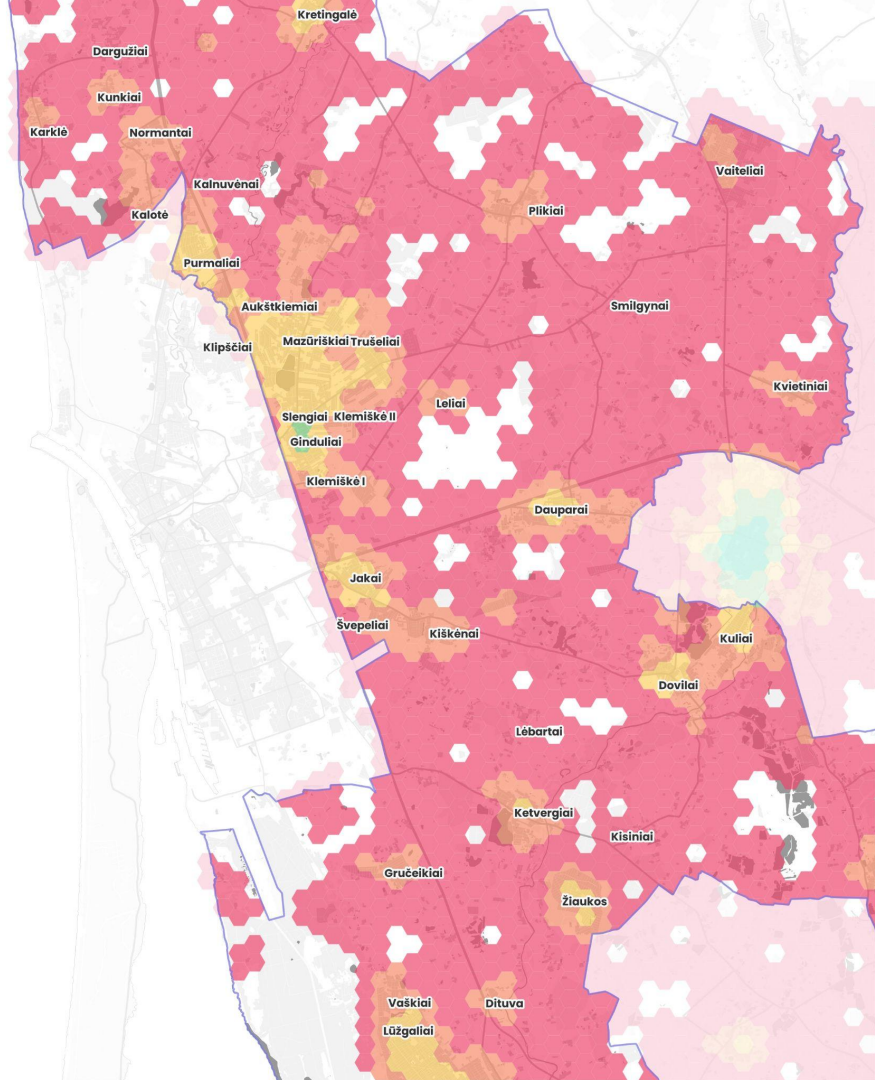 Kretingalė
Dargužiai
Kunkiai
Karklė
Normantai
Vaiteliai
Kalnuvėnai
Kalotė
Plikiai
Purmaliai
Aukštkiemiai
Smilgynai
Klipščiai
Mazūriškiai
Trušeliai
Kvietiniai
Leliai
Slengiai
Klemiškė II
Ginduliai
Klemiškė I
Dauparai
Jakai
Švepeliai
Kiškėnai
Kuliai
Dovilai
Lėbartai
Ketvergiai
Kisiniai
Gručeikiai
Žiaukos
Vaškiai
Dituva
Lūžgaliai